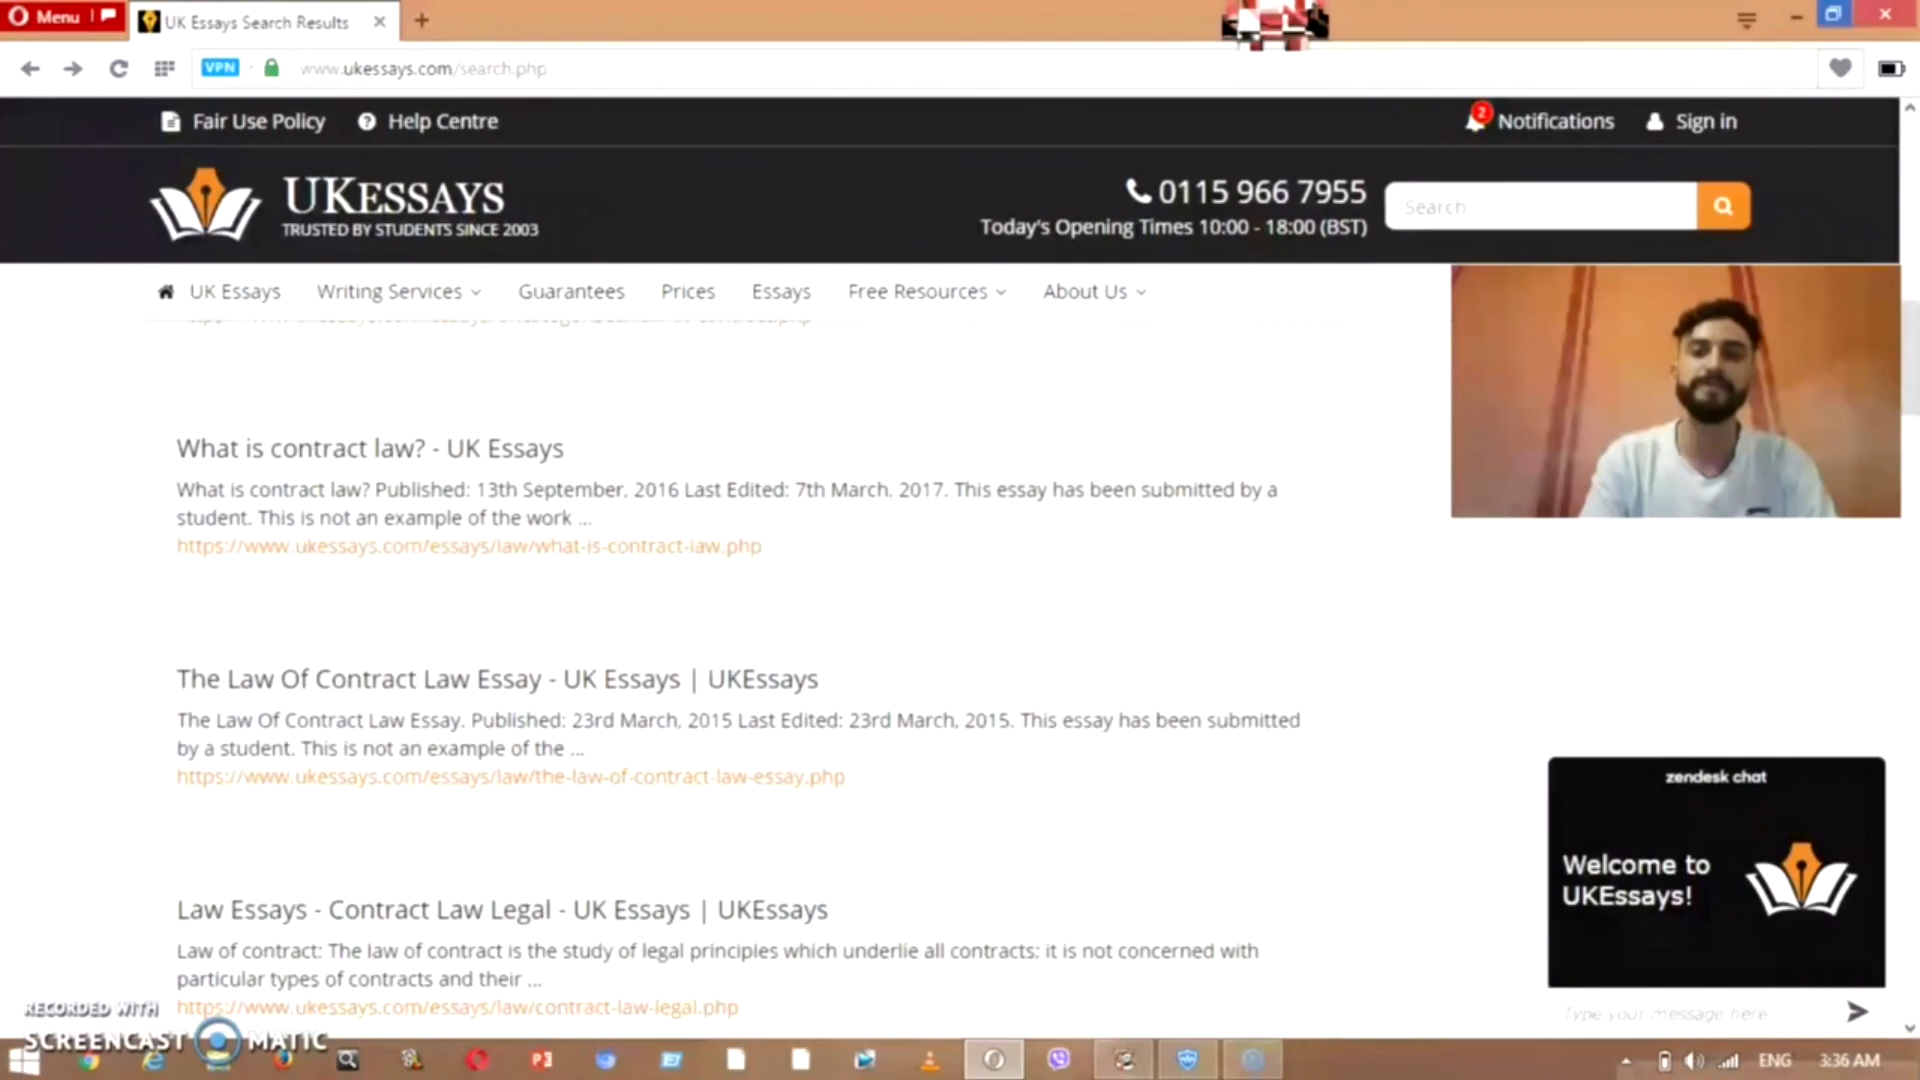 Menu
UK Essays Search Results
VPN
www.ukessays.com/search.php
Fair Use Policy
Help Centre
2
Notifications
Sign in
UKESSAYS
TRUSTED BY STUDENTS SINCE 2003
0115 966 7955
Today's Opening Times 10:00 - 18:00 (BST)
Search
UK Essays
Writing Services
Guarantees
Prices
Essays
Free Resources
About Us
What is contract law? - UK Essays
What is contract law? Published: 13th September, 2016 Last Edited: 7th March, 2017. This essay has been submitted by a
student. This is not an example of the work ...
https://www.ukessays.com/essays/law/what-is-contract-law.php
The Law Of Contract Law Essay - UK Essays | UKEssays
The Law Of Contract Law Essay. Published: 23rd March, 2015 Last Edited: 23rd March, 2015. This essay has been submitted
by a student. This is not an example of the ...
https://www.ukessays.com/essays/law/the-law-of-contract-law-essay.php
Law Essays - Contract Law Legal - UK Essays | UKEssays
Law of contract: The law of contract is the study of legal principles which underlie all contracts; it is not concerned with
particular types of contracts and their ...
https://www.ukessays.com/essays/law/contract-law-legal.php
zendesk chat
Welcome to
UKEssays!
Type your message here
RECORDED WITH
SCREENCAST MATIC
ENG
3:36 AM